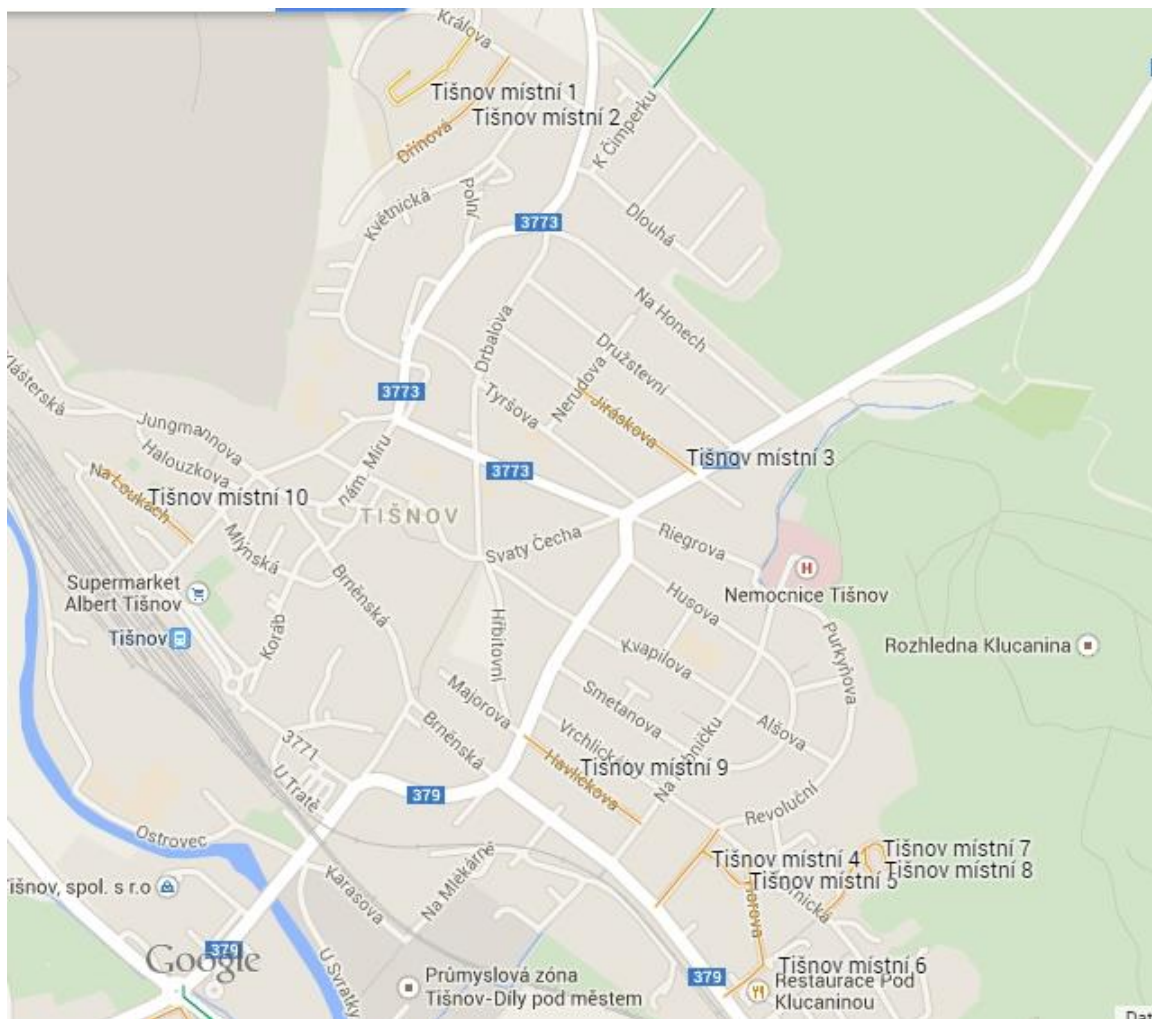 Králova
Tišnov místní 1
Tišnov místní 2
K Čimperku
Dřínová
Květnická
Polní
3773
Dlouhá
Na Honech
Drbalova
Družstevní
Nerudova
3773
Tyršova
Jiráskova
Klášterská
Jungmannova
Halouzkova
nám. Míru
3773
Tišnov místní 3
Na Loukách
Tišnov místní 10
TIŠNOV
Mlýnská
Svaty Čecha
Riegrova
Nemocnice Tišnov
Supermarket
Albert Tišnov
Brněnská
Husova
Tišnov
Koráb
Hřbitovní
Kvapilova
Purkyňova
Rozhledna Klucanina
Majorova
Smetanova
Alšova
Brněnská
Vrchlického
Na Rybníčku
3771
Havlíčkova
Tišnov místní 9
U Tratě
379
Revoluční
Ostrovec
Tišnov místní 4
Tišnov místní 7
Tišnov místní 5
Tišnov místní 8
Tišnov, spol. s r.o
Karasova
Na Mlékárně
379
Google
U Svratky
Průmyslová zóna
Tišnov-Díly pod městem
379
Tišnov místní 6
Restaurace Pod
Klucaninou